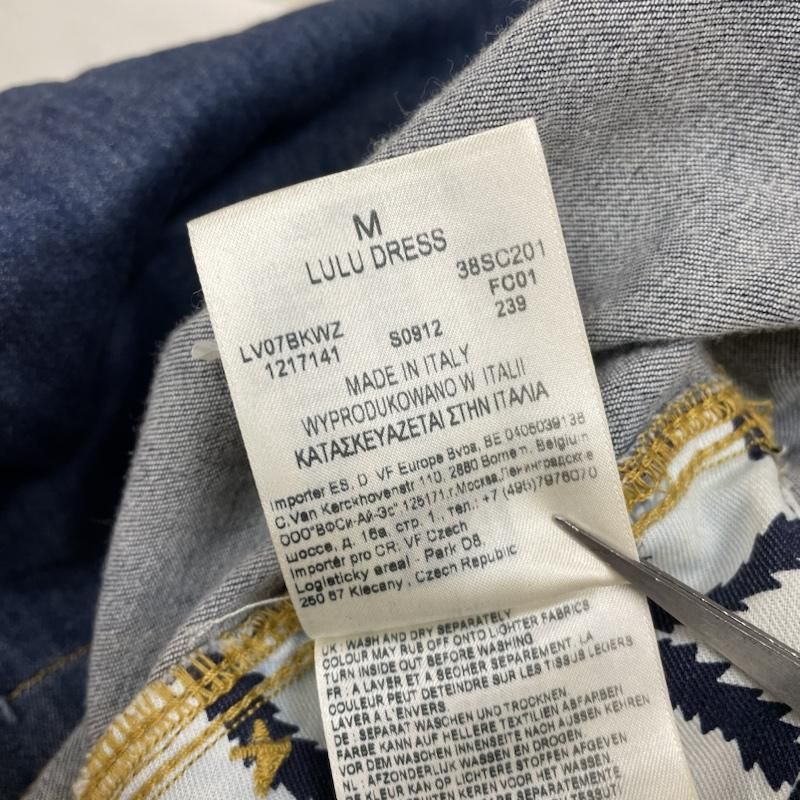 M
LULU DRESS
38SC201
FC01
239
LV07BKWZ
1217141
S0912
MADE IN ITALY
WYPRODUKOWANO W ITALII
ΚΑΤΑΣΚΕΥΑΖΕΤΑΙ ΣΤΗΝ ΙΤΑΛΙΑ
Importer ES. D VF Europe Bvba. BE 0406039138
C.Van Kerckhovenstr 110, 2880 Bornem. Belgium
ООО"ВФСи-Ай-Эс" 125171,г.Москва.Ленинградское
шоссе, д. 16а, стр. 1, тел.: +7 (495)7976070
Importer pro CR: VF Czech
Logisticky areal - Park D8,
250 67 Klecany, Czech Republic
UK: WASH AND DRY SEPARATELY
COLOUR MAY RUB OFF ONTO LIGHTER FABRICS
TURN INSIDE OUT BEFORE WASHING
FR : A LAVER ET A SECHER SEPAREMENT. LA
COULEUR PEUT DETEINDRE SUR LES TISSUS LEGERS
LAVER A L'ENVERS
DE : SEPARAT WASCHEN UND TROCKNEN
FARBE KANN AUF HELLERE TEXTILIEN ABFARBEN
VOR DEM WASCHEN INNENSEITE NACH AUSSEN KEHREN
NL: AFZONDERLIJK WASSEN EN DROGEN
DE KLEUR KAN OP LICHTERE STOFFEN AFGEVEN
BINNENSTE BUITEN KEREN VOOR HET WASSEN
SEPARATAMENTE